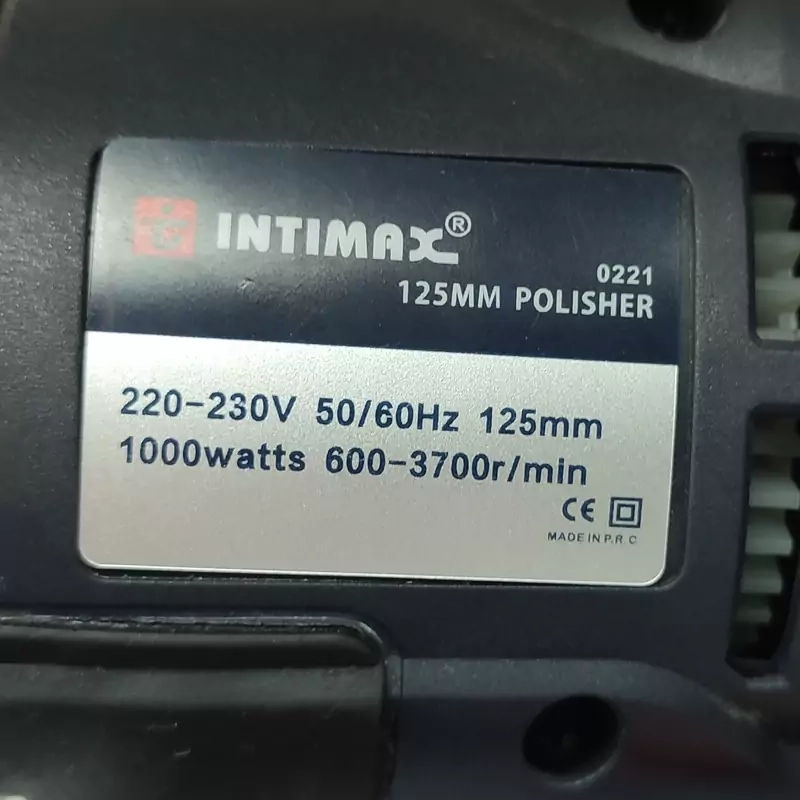 INTIMAX®
0221
125MM POLISHER
220-230V 50/60Hz 125mm
1000watts 600-3700r/min
CE
MADE IN P.R C